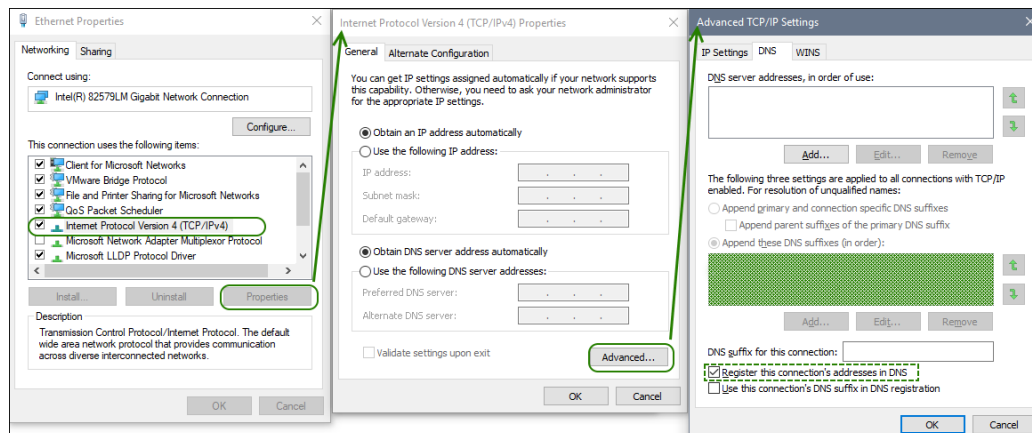 Ethernet Properties
Networking Sharing
Connect using:
Intel(R) 82579LM Gigabit Network Connection
Configure...
This connection uses the following items:
Client for Microsoft Networks
VMware Bridge Protocol
File and Printer Sharing for Microsoft Networks
QoS Packet Scheduler
Internet Protocol Version 4 (TCP/IPv4)
Microsoft Network Adapter Multiplexor Protocol
Microsoft LLDP Protocol Driver
Install... Uninstall Properties
Description
Transmission Control Protocol/Internet Protocol. The default
wide area network protocol that provides communication
across diverse interconnected networks.
OK Cancel
Internet Protocol Version 4 (TCP/IPv4) Properties
General Alternate Configuration
You can get IP settings assigned automatically if your network supports
this capability. Otherwise, you need to ask your network administrator
for the appropriate IP settings.
Obtain an IP address automatically
Use the following IP address:
IP address:
Subnet mask:
Default gateway:
Obtain DNS server address automatically
Use the following DNS server addresses:
Preferred DNS server:
Alternate DNS server:
Validate settings upon exit
Advanced...
OK Cancel
Advanced TCP/IP Settings
IP Settings DNS WINS
DNS server addresses, in order of use:
Add... Edit... Remove
The following three settings are applied to all connections with TCP/IP
enabled. For resolution of unqualified names:
Append primary and connection specific DNS suffixes
Append parent suffixes of the primary DNS suffix
Append these DNS suffixes (in order):
Add... Edit... Remove
DNS suffix for this connection:
Register this connection's addresses in DNS
Use this connection's DNS suffix in DNS registration
OK Cancel